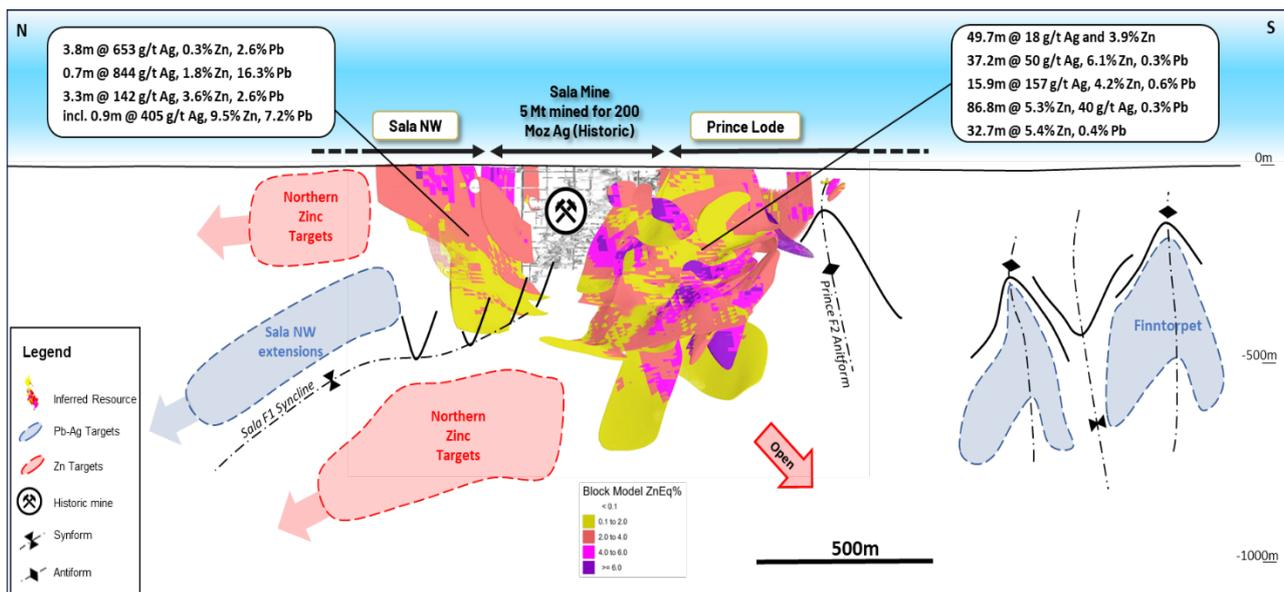 N
S
3.8m @ 653 g/t Ag, 0.3% Zn, 2.6% Pb
0.7m @ 844 g/t Ag, 1.8% Zn, 16.3% Pb
3.3m @ 142 g/t Ag, 3.6% Zn, 2.6% Pb
incl. 0.9m @ 405 g/t Ag, 9.5% Zn, 7.2% Pb
49.7m @ 18 g/t Ag and 3.9% Zn
37.2m @ 50 g/t Ag, 6.1% Zn, 0.3% Pb
15.9m @ 157 g/t Ag, 4.2% Zn, 0.6% Pb
86.8m @ 5.3% Zn, 40 g/t Ag, 0.3% Pb
32.7m @ 5.4% Zn, 0.4% Pb
Sala Mine
5 Mt mined for 200
Moz Ag (Historic)
Sala NW
Prince Lode
0m
Northern
Zinc
Targets
Sala NW
extensions
Sala F1 Syncline
Northern
Zinc
Targets
Prince F2 Anitform
Finntorpet
-500m
Open
Legend
Inferred Resource
Pb-Ag Targets
Zn Targets
Historic mine
Synform
Antiform
Block Model ZnEq%
< 0.1
0.1 to 2.0
2.0 to 4.0
4.0 to 6.0
>= 6.0
500m
-1000m